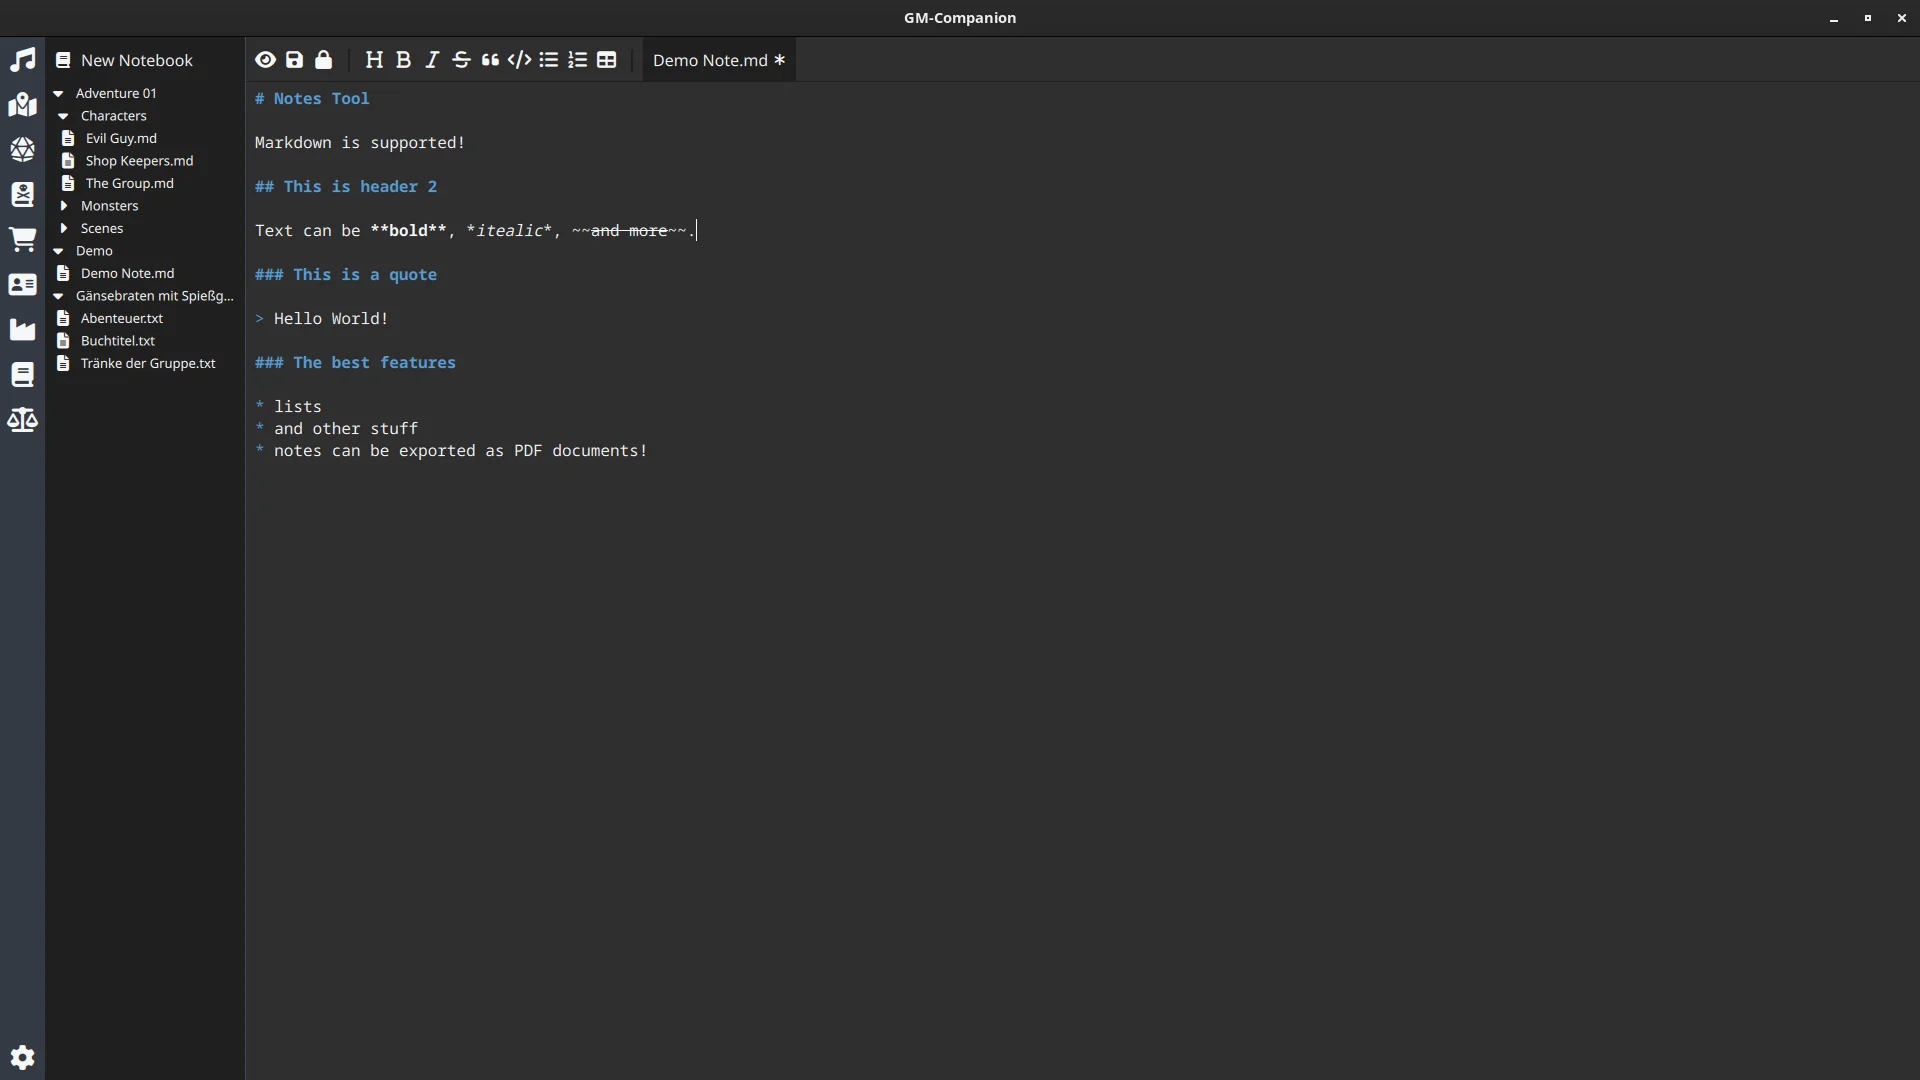 GM-Companion
New Notebook
Demo Note.md *
Adventure 01
Characters
Evil Guy.md
Shop Keepers.md
The Group.md
Monsters
Scenes
Demo
Demo Note.md
Gänsebraten mit Spießg...
Abenteuer.txt
Buchtitel.txt
Tränke der Gruppe.txt
# Notes Tool
Markdown is supported!
## This is header 2
Text can be **bold**, *itealic*, ~~and more~~.
### This is a quote
> Hello World!
### The best features
* lists
* and other stuff
* notes can be exported as PDF documents!